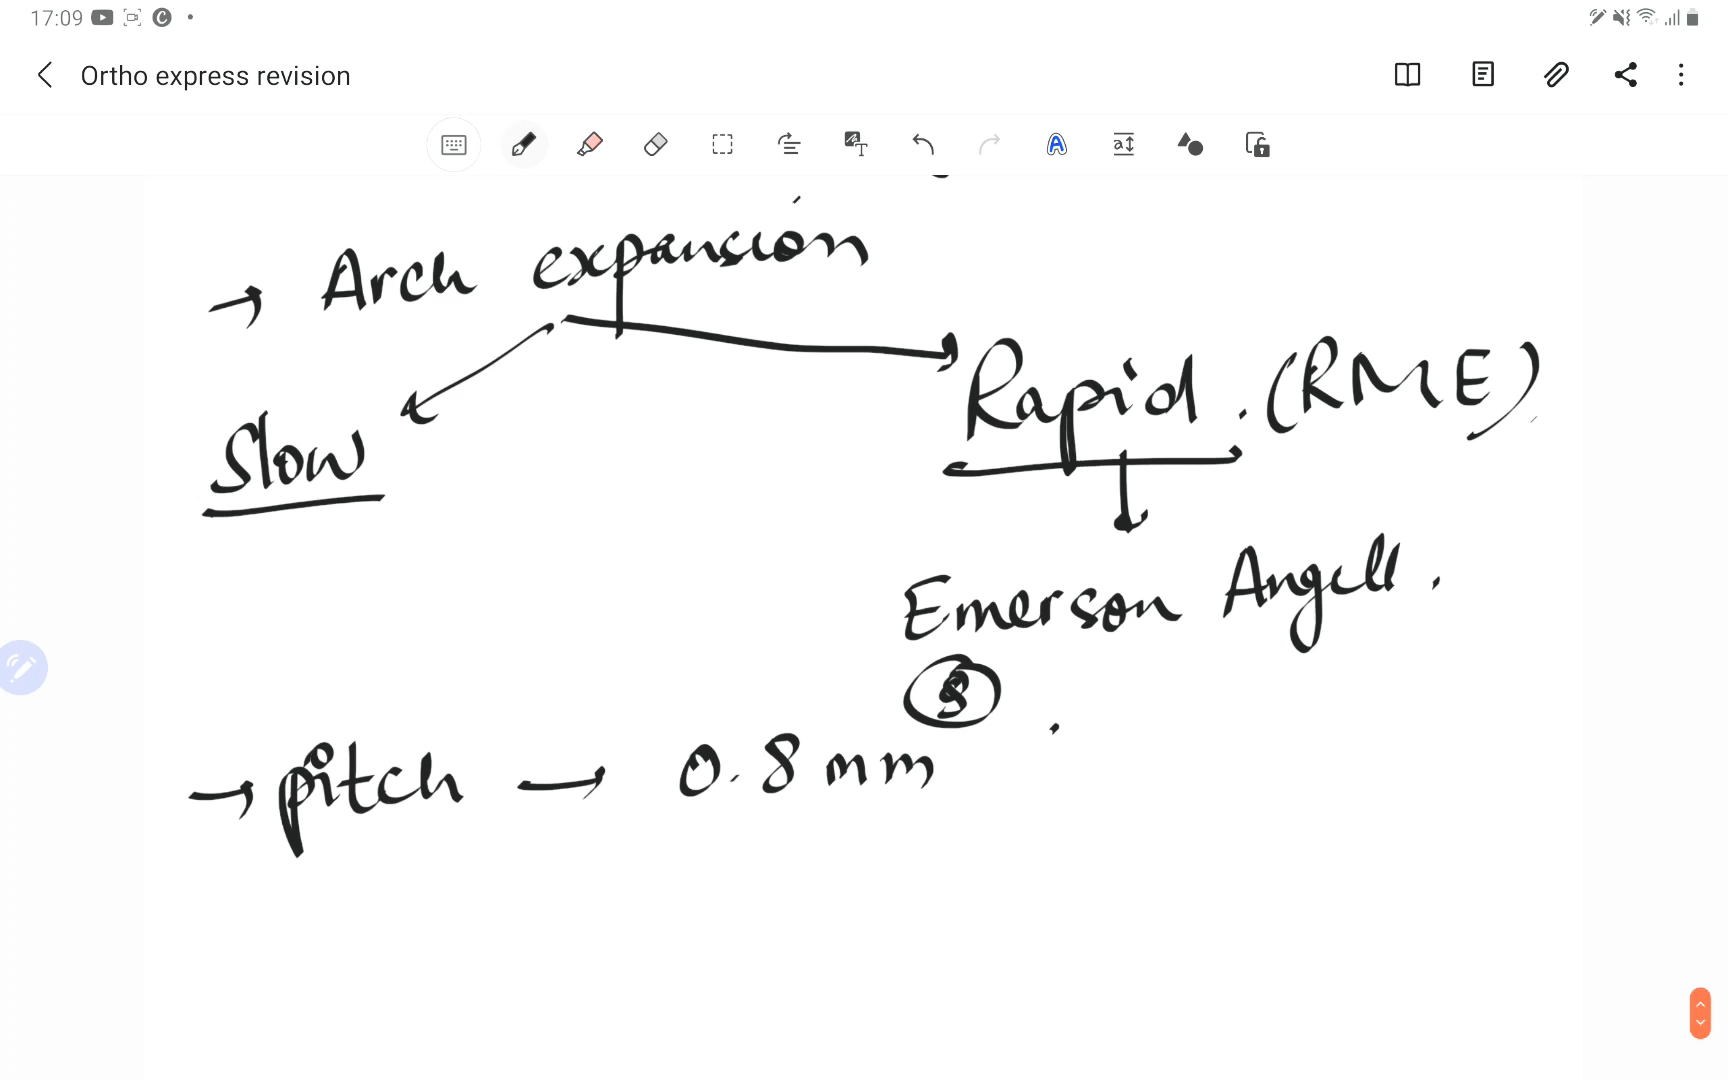 17:09
Ortho express revision
→ Arch expansion
Slow
Rapid. (RME)
Emerson Angell.
8
→ pitch → 0.8 mm